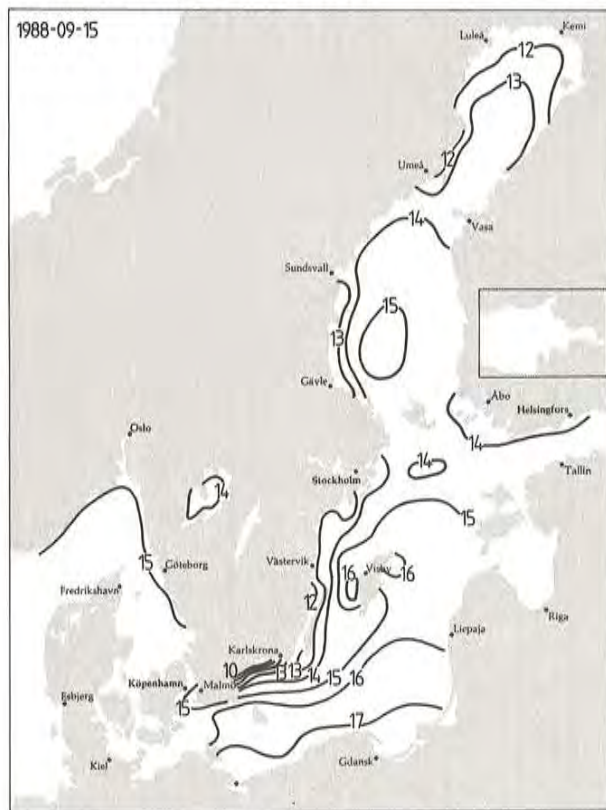 1988-09-15
Kemi
Luleå
12
13
12
Umeå
14
Vasa
Sundsvall
15
13
Gävle
Åbo
Helsingfors
Oslo
14
14
Tallin
Stockholm
14
15
15
Göteborg
Västervik
16
Visby
16
Fredrikshavn
12
Riga
Liepaja
Karlskrona
10
11
13
14
15
16
Köpenhamn
Malmö
Esbjerg
15
17
Kiel
Gdansk